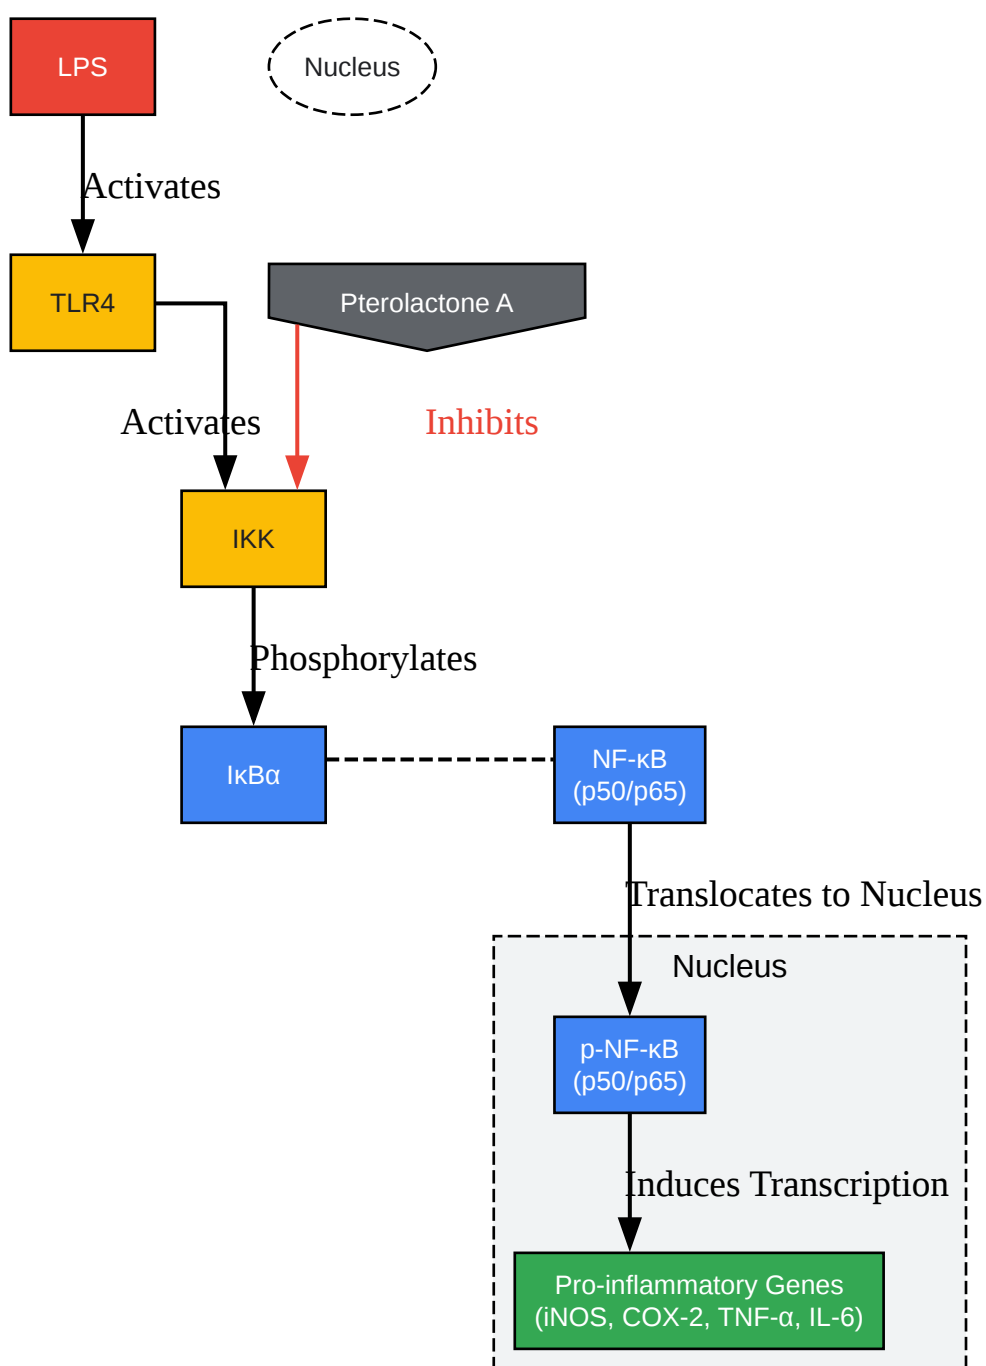 LPS
Nucleus
Activates
TLR4
Pterolactone A
Activates
Inhibits
IKK
Phosphorylates
IκBα
NF-κB
(p50/p65)
Translocates to Nucleus
Nucleus
p-NF-κB
(p50/p65)
Induces Transcription
Pro-inflammatory Genes
(iNOS, COX-2, TNF-α, IL-6)